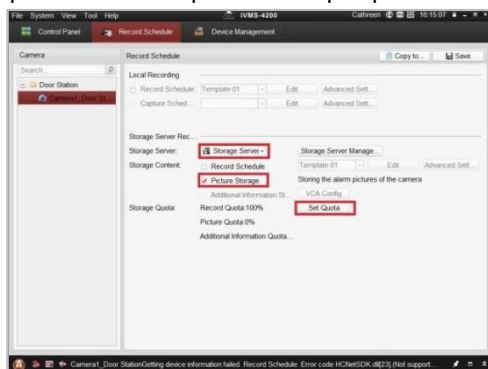 File System View Tool Help iVMS-4200 Cathreen 16:15:07
Control Panel Record Schedule Device Management
Camera
Record Schedule
Copy to... Save
Search...
Door Station
Camera1_Door St...
Local Recording
Record Schedule: Template 01 Edit Advanced Sett...
Capture Sched... Edit Advanced Sett...
Storage Server Rec...
Storage Server: Storage Server Storage Server Manage...
Storage Content: Record Schedule Template 01 Edit Advanced Sett...
Picture Storage Storing the alarm pictures of the camera
Additional Information St... VCA Config
Storage Quota: Record Quota:100% Set Quota
Picture Quota:0%
Additional Information Quota...
Camera1_Door StationGetting device information failed. Record Schedule: Error code HCNetSDK.dll[23] (Not support...